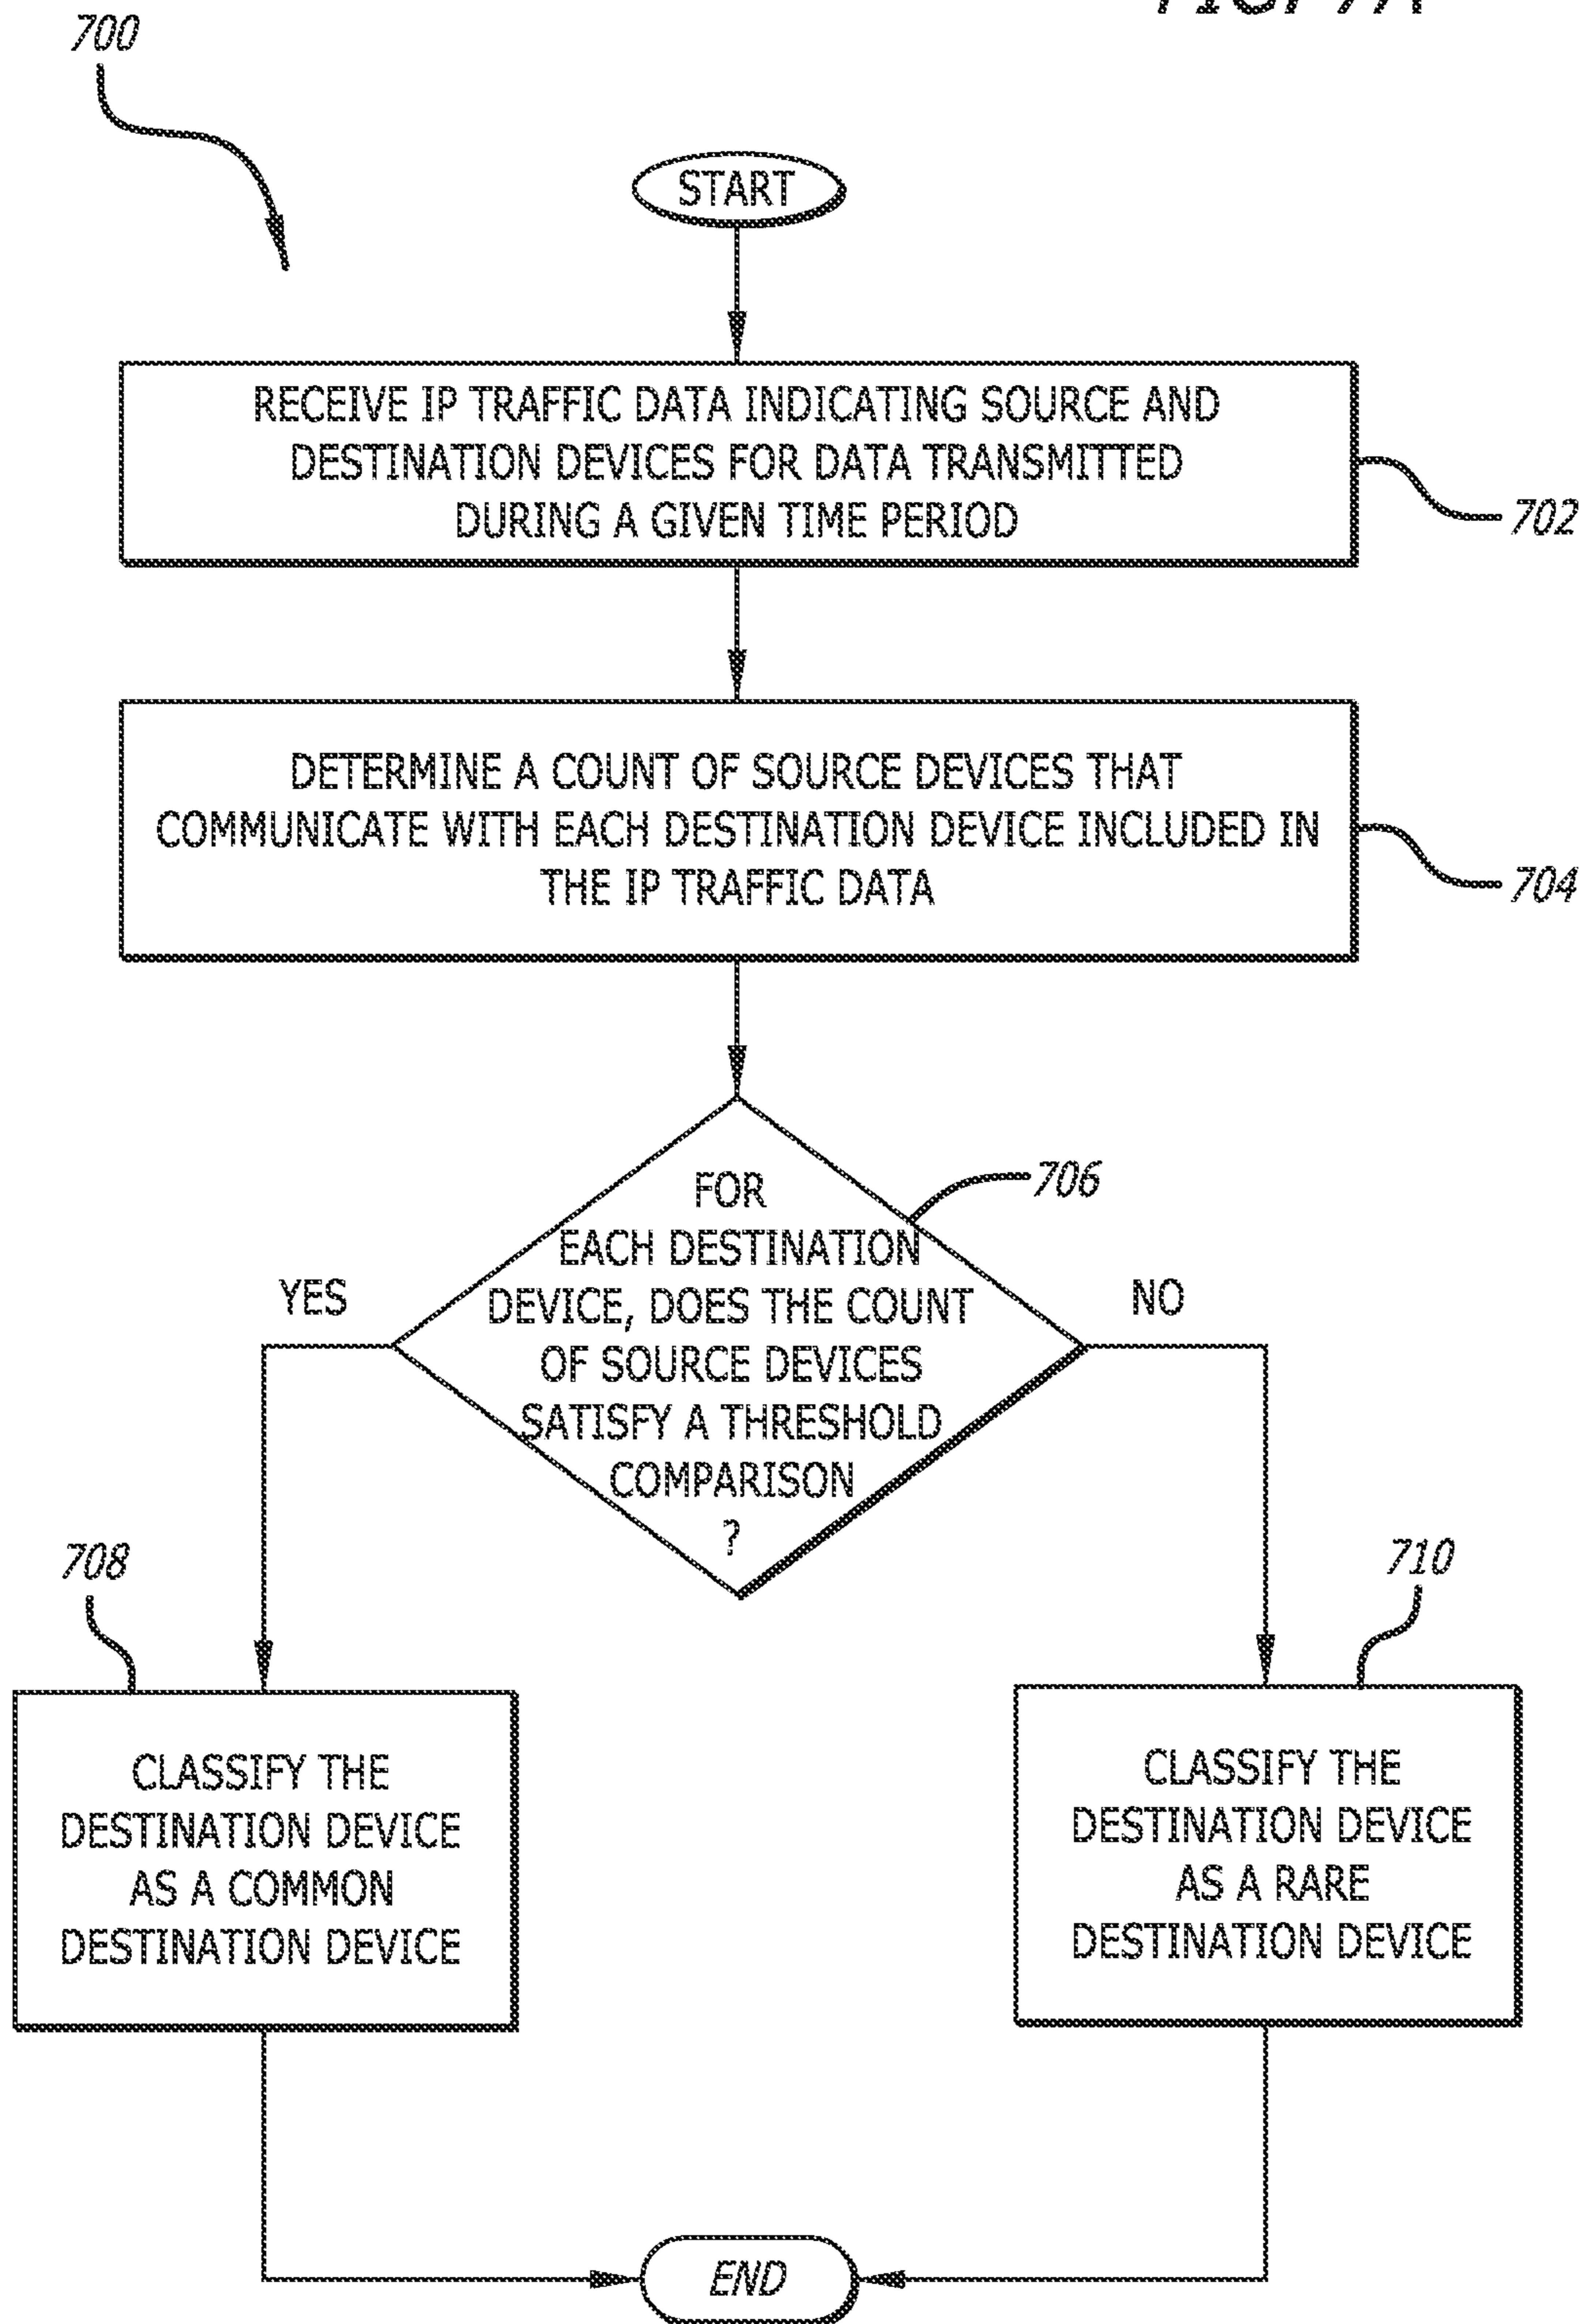 700
START
RECEIVE IP TRAFFIC DATA INDICATING SOURCE AND
DESTINATION DEVICES FOR DATA TRANSMITTED
DURING A GIVEN TIME PERIOD
702
DETERMINE A COUNT OF SOURCE DEVICES THAT
COMMUNICATE WITH EACH DESTINATION DEVICE INCLUDED IN
THE IP TRAFFIC DATA
704
FOR
EACH DESTINATION
DEVICE, DOES THE COUNT
OF SOURCE DEVICES
SATISFY A THRESHOLD
COMPARISON
?
706
YES
NO
708
CLASSIFY THE
DESTINATION DEVICE
AS A COMMON
DESTINATION DEVICE
710
CLASSIFY THE
DESTINATION DEVICE
AS A RARE
DESTINATION DEVICE
END